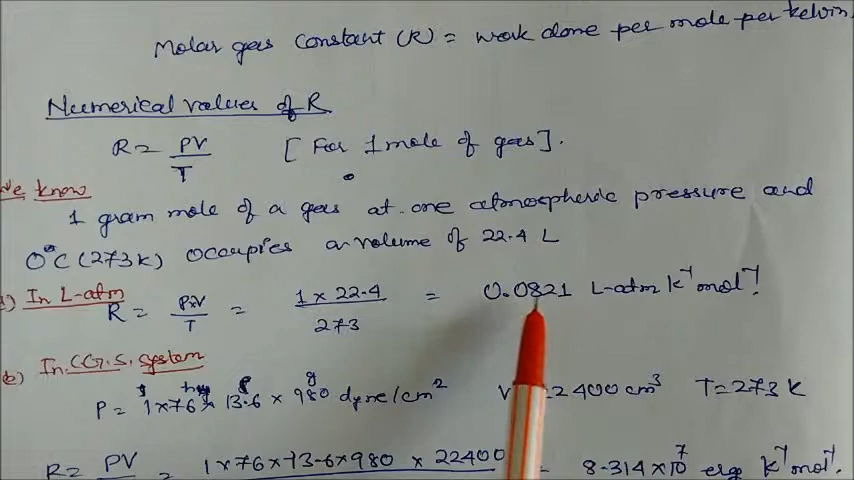 Molar gas constant (R) = work done per mole per kelvin.
Numerical values of R
R = PV/T [For 1 mole of gas].
We know
1 gram mole of a gas at one atmospheric pressure and
0°C (273K) occupies a volume of 22.4 L
In L-atm R = P×V/T = 1 × 22.4/273 = 0.0821 L-atm K⁻¹ mol⁻¹.
In C.G.S. system
P = 1×76 × 13.6 × 980 dyne/cm² V 22400 cm³ T = 273 K
R = PV = 1×76×13.6×980 × 22400 = 8.314×10⁷ erg K⁻¹ mol⁻¹.